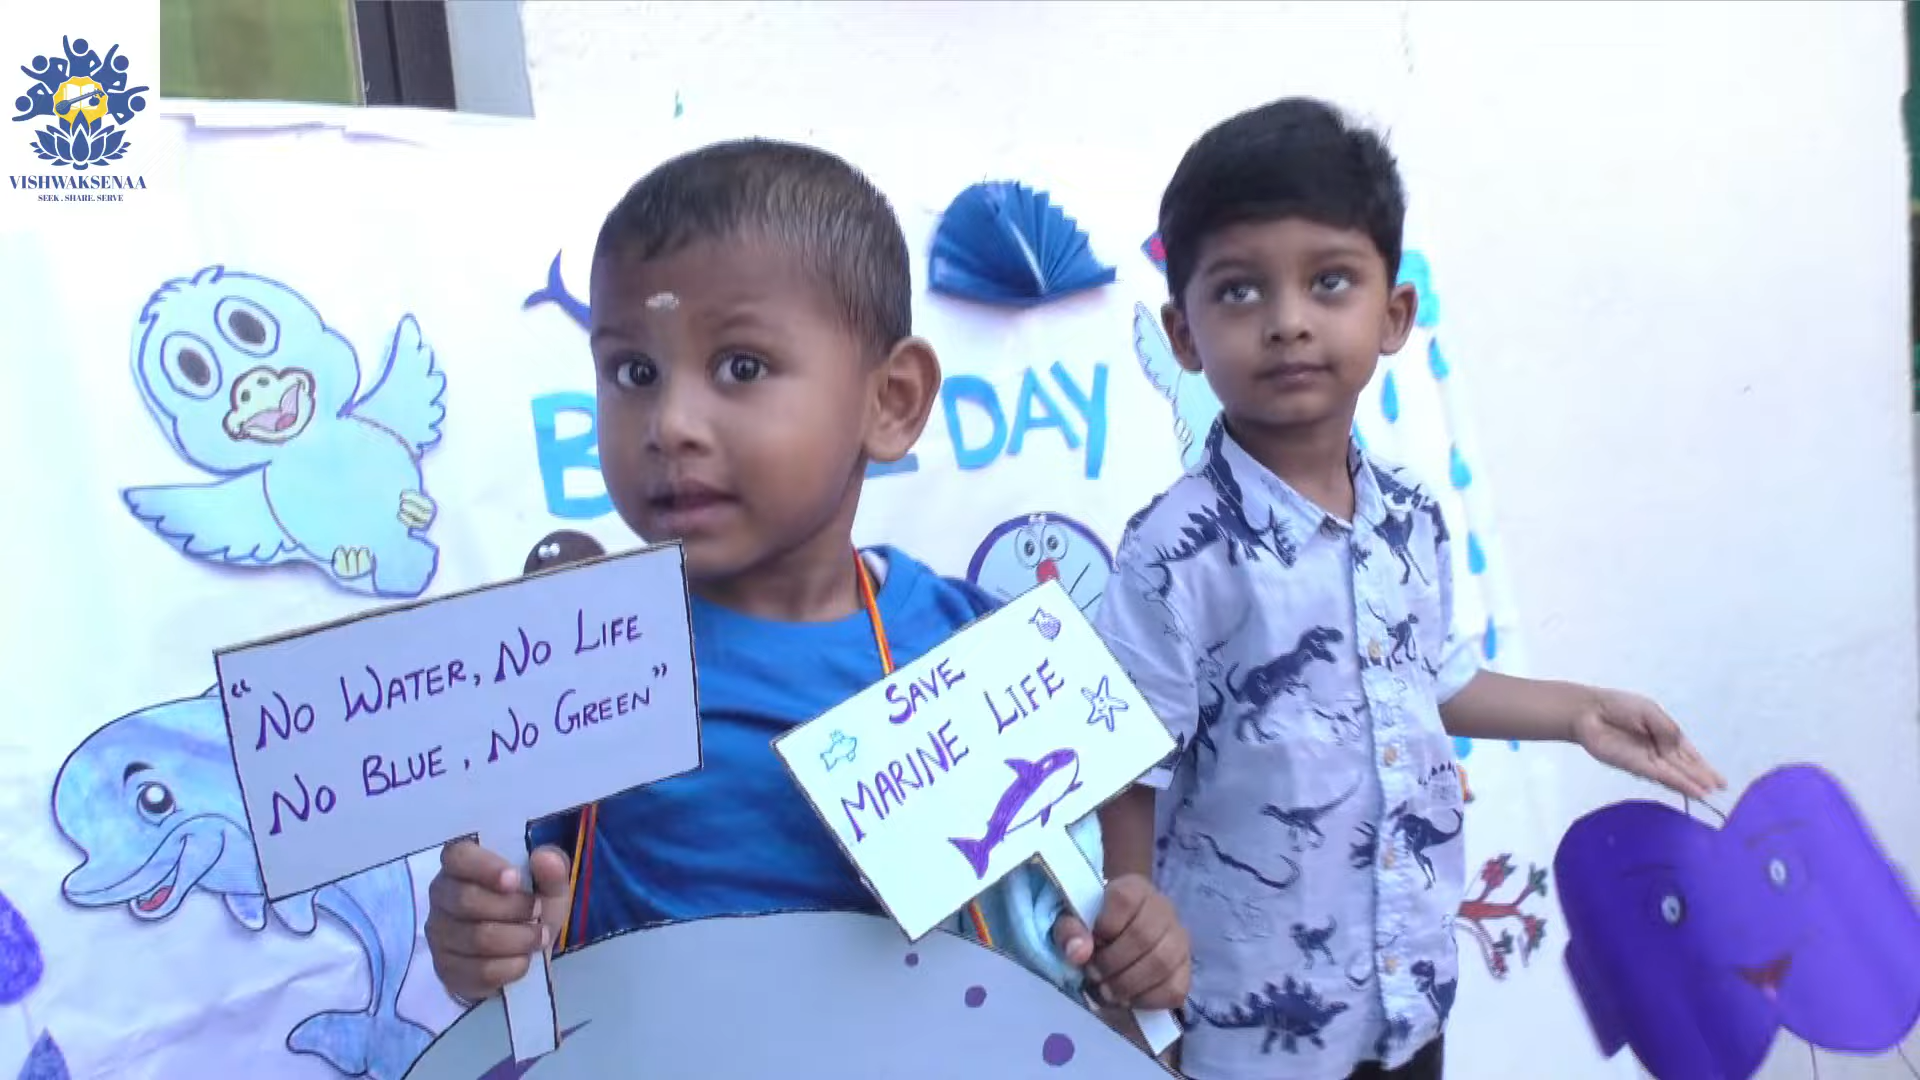 VISHWAKSENAA
SEEK . SHARE. SERVE
DAY
"NO WATER, NO LIFE
NO BLUE, NO GREEN"
SAVE
MARINE LIFE